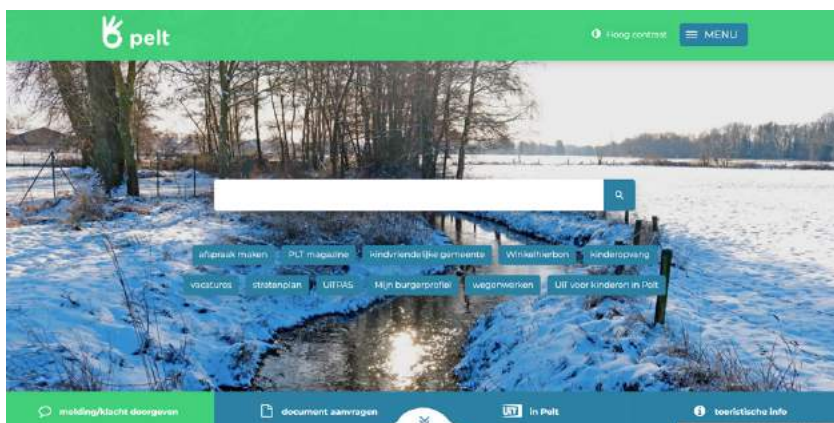 pelt
Hoog contrast MENU
afspraak maken PLT magazine kindvriendelijke gemeente Winkelhierbon kinderopvang
vacatures stratenplan UiTPAS Mijn burgerprofiel wegenwerken UiT voor kinderen in Pelt
melding/klacht doorgeven document aanvragen UiT in Pelt toeristische info